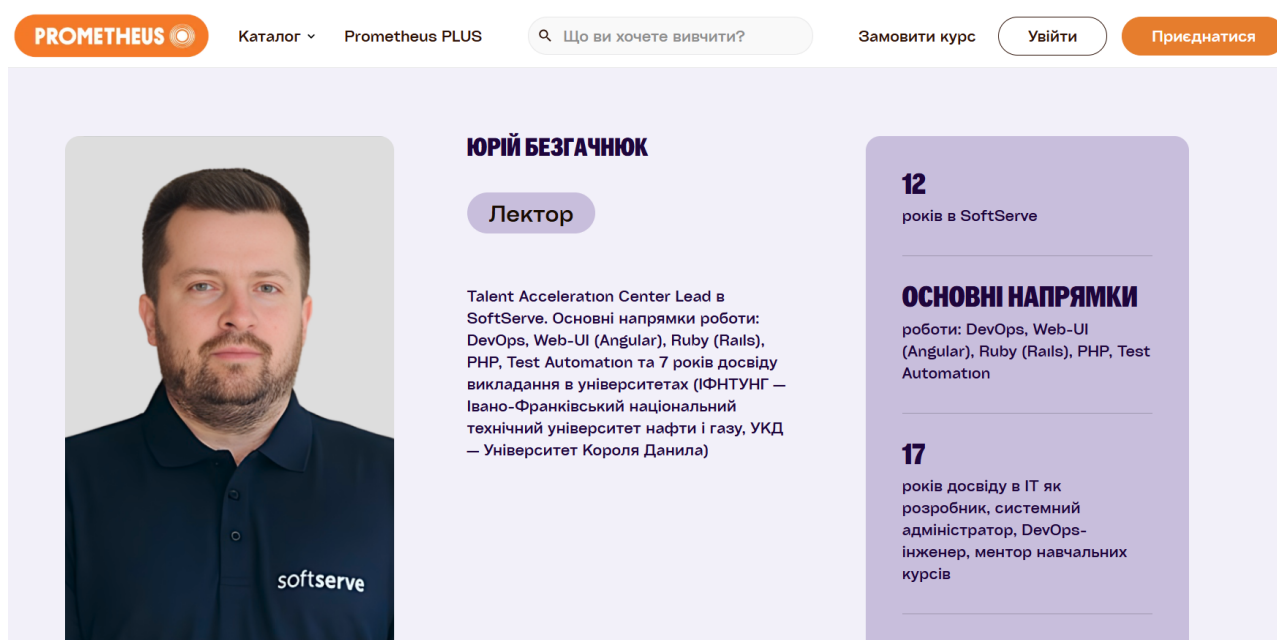 PROMETHEUS
Каталог
Prometheus PLUS
Що ви хочете вивчити?
Замовити курс
Увійти
Приєднатися
ЮРІЙ БЕЗГАЧНЮК
Лектор
Talent Acceleration Center Lead в
SoftServe. Основні напрямки роботи:
DevOps, Web-UI (Angular), Ruby (Rails),
PHP, Test Automation та 7 років досвіду
викладання в університетах (ІФНТУНГ —
Івано-Франківський національний
технічний університет нафти і газу, УКД
— Університет Короля Данила)
softserve
12
років в SoftServe
ОСНОВНІ НАПРЯМКИ
роботи: DevOps, Web-UI
(Angular), Ruby (Rails), PHP, Test
Automation
17
років досвіду в ІТ як
розробник, системний
адміністратор, DevOps-
інженер, ментор навчальних
курсів